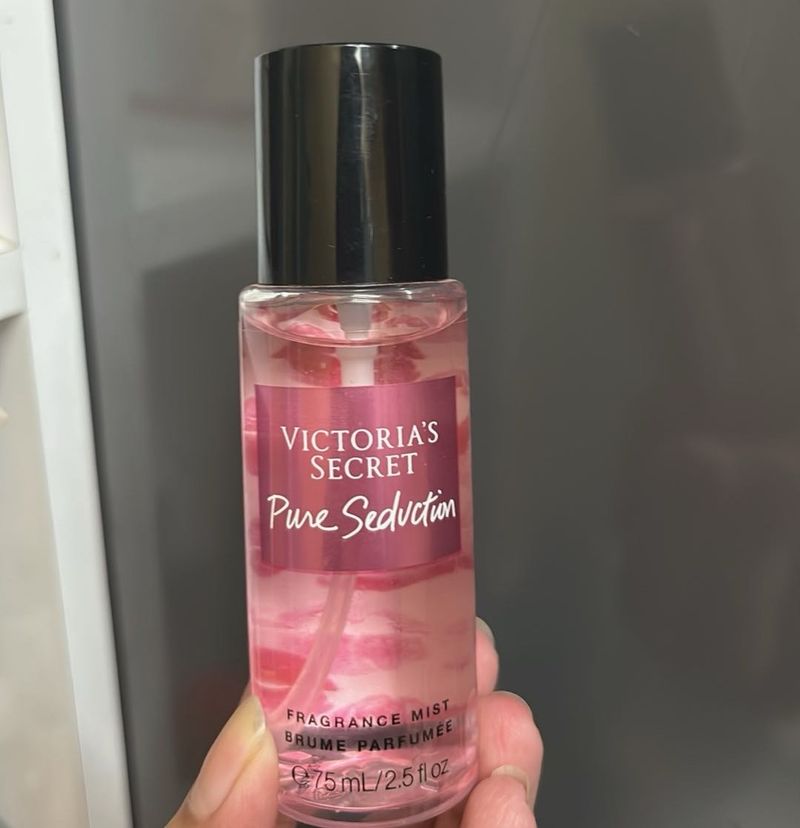 VICTORIA'S
SECRET
Pure Seduction
FRAGRANCE MIST
BRUME PARFUMÉE
℮75 mL/2.5 fl oz